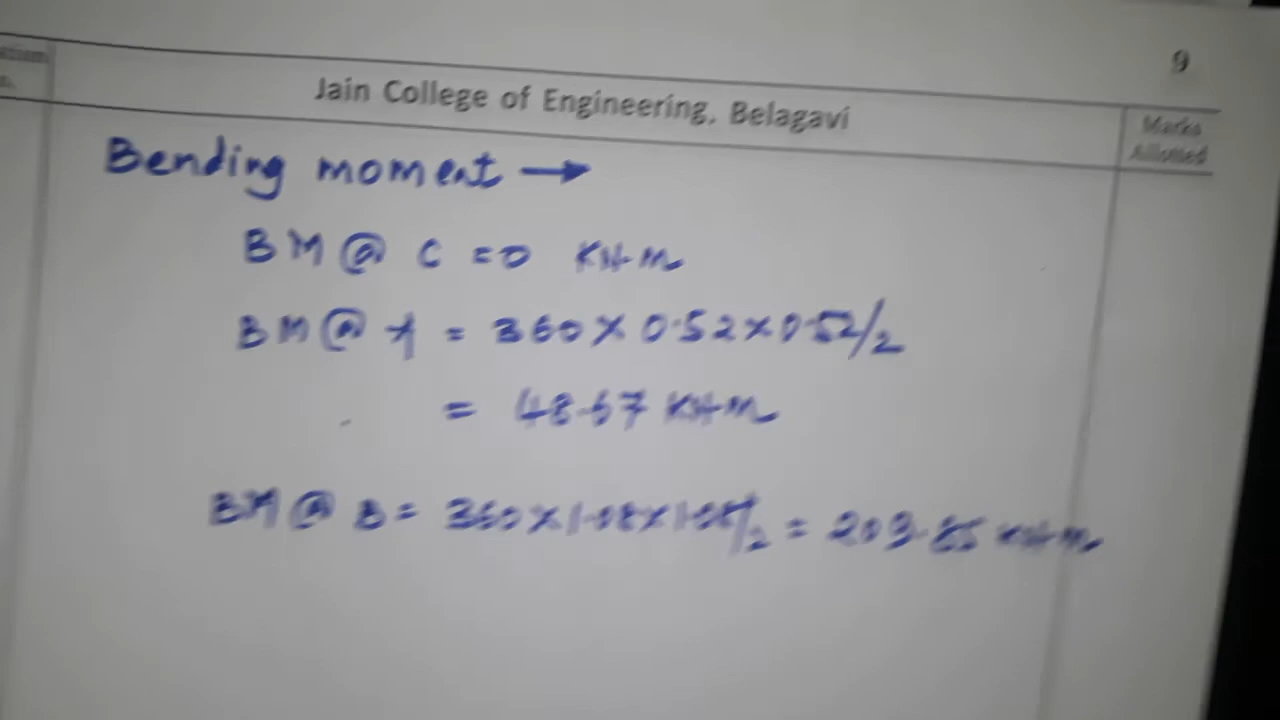 9
Jain College of Engineering, Belagavi
Marks
Allotted
Bending moment →
BM @ C = 0 KN-m
BM @ A = 360 × 0.52 × 0.52/2
= 48.67 KN-m
BM @ B = 360 × 1.08 × 1.08/2 = 209.95 KN-m